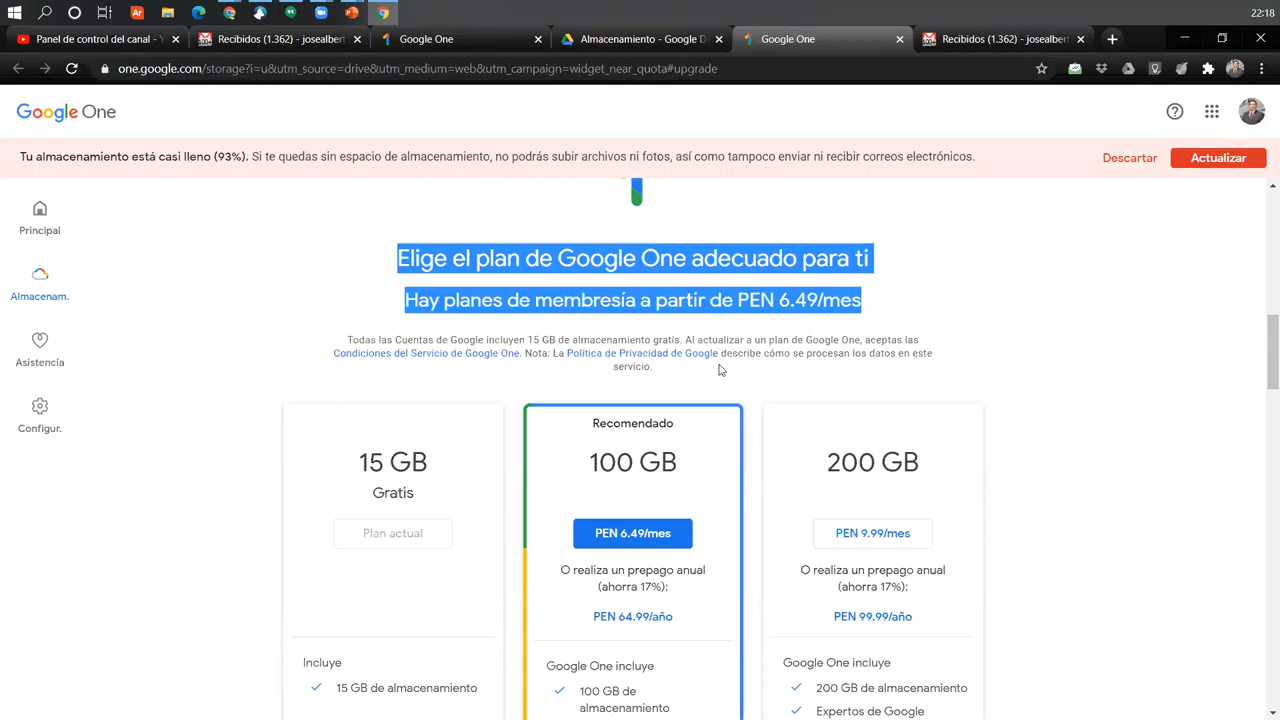 22:18
Panel de control del canal - Y
Recibidos (1.362) - josealbert
Google One
Almacenamiento - Google D
Google One
Recibidos (1.362) - josealbert
one.google.com/storage?i=u&utm_source=drive&utm_medium=web&utm_campaign=widget_near_quota#upgrade
Google One
Tu almacenamiento está casi lleno (93%). Si te quedas sin espacio de almacenamiento, no podrás subir archivos ni fotos, así como tampoco enviar ni recibir correos electrónicos.
Descartar
Actualizar
Principal
Almacenam.
Asistencia
Configur.
Elige el plan de Google One adecuado para ti
Hay planes de membresía a partir de PEN 6.49/mes
Todas las Cuentas de Google incluyen 15 GB de almacenamiento gratis. Al actualizar a un plan de Google One, aceptas las
Condiciones del Servicio de Google One. Nota: La Política de Privacidad de Google describe cómo se procesan los datos en este
servicio.
15 GB
Gratis
Plan actual
Incluye
15 GB de almacenamiento
Recomendado
100 GB
PEN 6.49/mes
O realiza un prepago anual
(ahorra 17%):
PEN 64.99/año
Google One incluye
100 GB de
almacenamiento
200 GB
PEN 9.99/mes
O realiza un prepago anual
(ahorra 17%):
PEN 99.99/año
Google One incluye
200 GB de almacenamiento
Expertos de Google